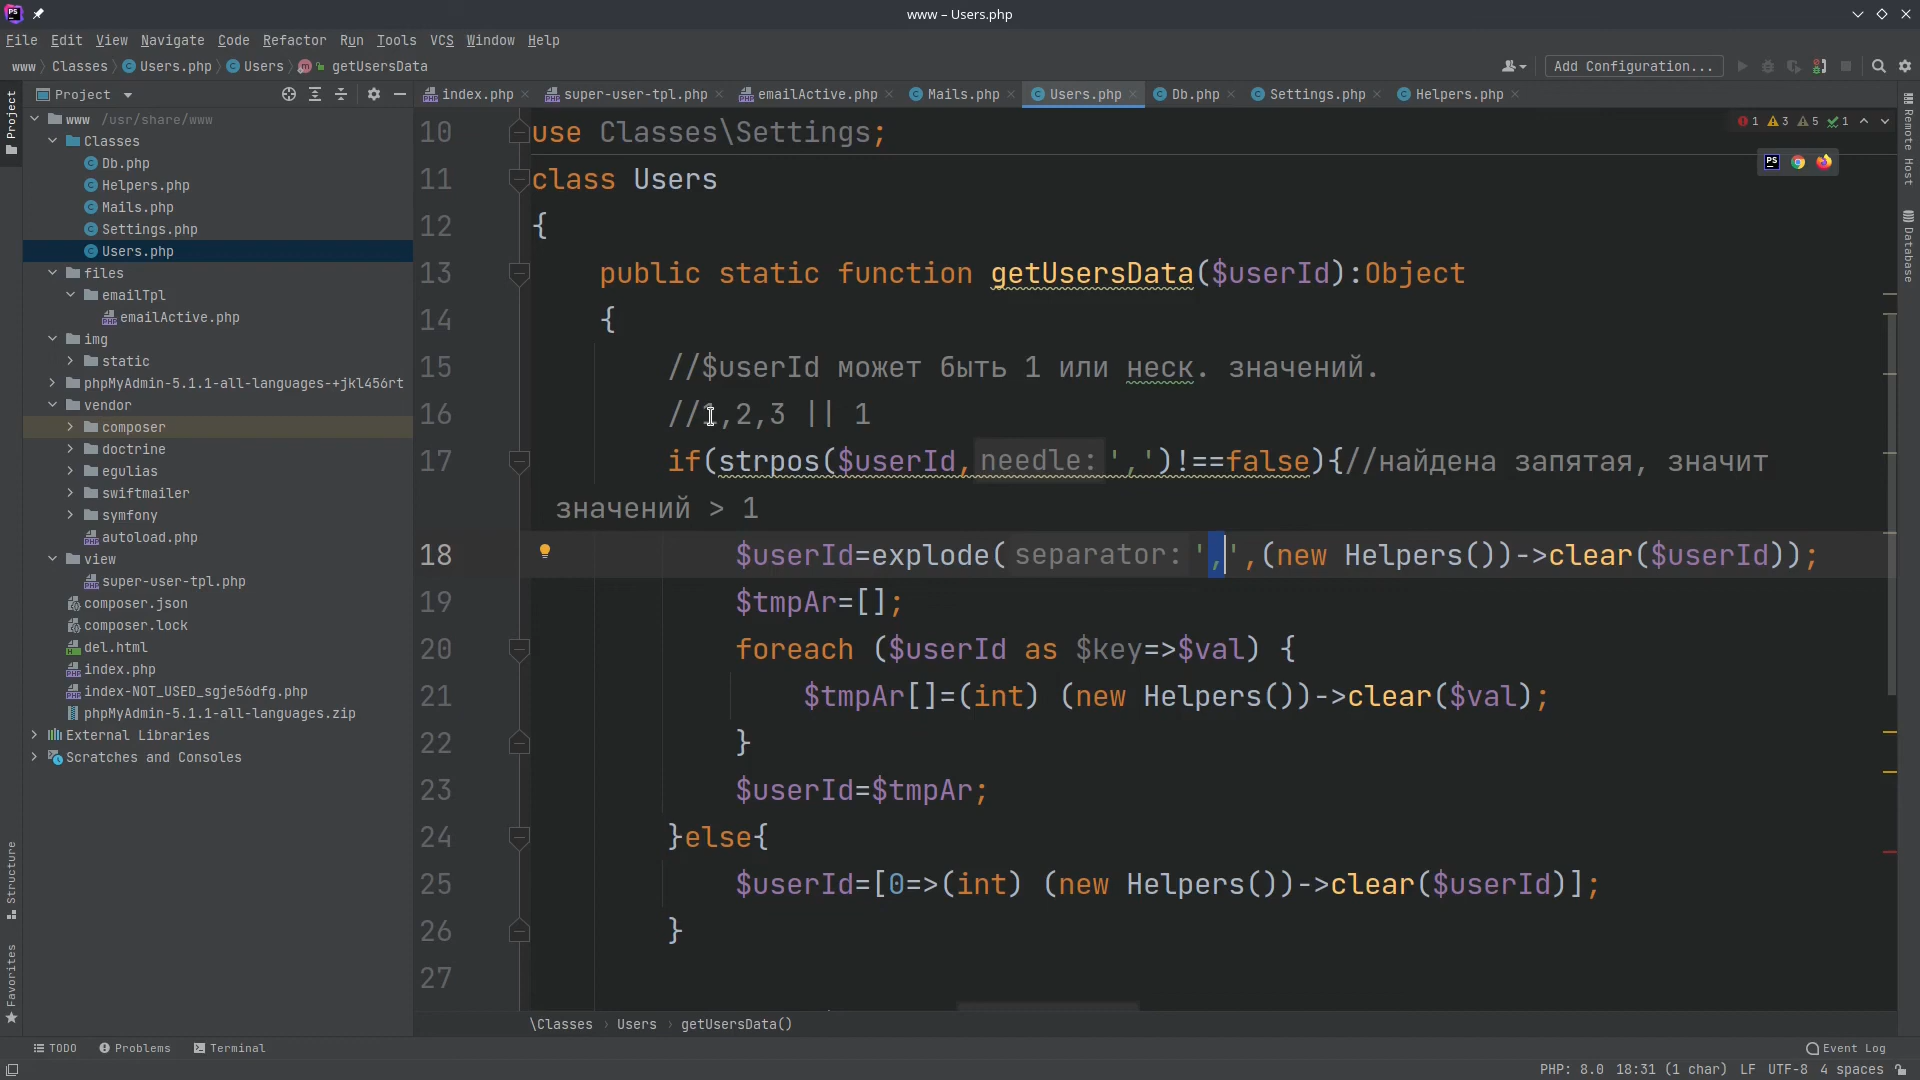 www – Users.php
File Edit View Navigate Code Refactor Run Tools VCS Window Help
www Classes Users.php Users getUsersData
Add Configuration...
Project
index.php super-user-tpl.php emailActive.php Mails.php Users.php Db.php Settings.php Helpers.php
www /usr/share/www
Classes
Db.php
Helpers.php
Mails.php
Settings.php
Users.php
files
emailTpl
emailActive.php
img
static
phpMyAdmin-5.1.1-all-languages-+jkl456rt
vendor
composer
doctrine
egulias
swiftmailer
symfony
autoload.php
view
super-user-tpl.php
composer.json
composer.lock
del.html
index.php
index-NOT_USED_sgje56dfg.php
phpMyAdmin-5.1.1-all-languages.zip
External Libraries
Scratches and Consoles
Project
Structure
Favorites
1 3 5 1
10 use Classes\Settings;
11 class Users
12 {
13 public static function getUsersData($userId):Object
14 {
15 //$userId может быть 1 или неск. значений.
16 //1,2,3 || 1
17 if(strpos($userId, needle: ',')!==false){//найдена запятая, значит
значений > 1
18 $userId=explode( separator: ',',(new Helpers())->clear($userId));
19 $tmpAr=[];
20 foreach ($userId as $key=>$val) {
21 $tmpAr[]=(int) (new Helpers())->clear($val);
22 }
23 $userId=$tmpAr;
24 }else{
25 $userId=[0=>(int) (new Helpers())->clear($userId)];
26 }
27
Remote Host
Database
\Classes Users getUsersData()
TODO Problems Terminal
Event Log
PHP: 8.0 18:31 (1 char) LF UTF-8 4 spaces